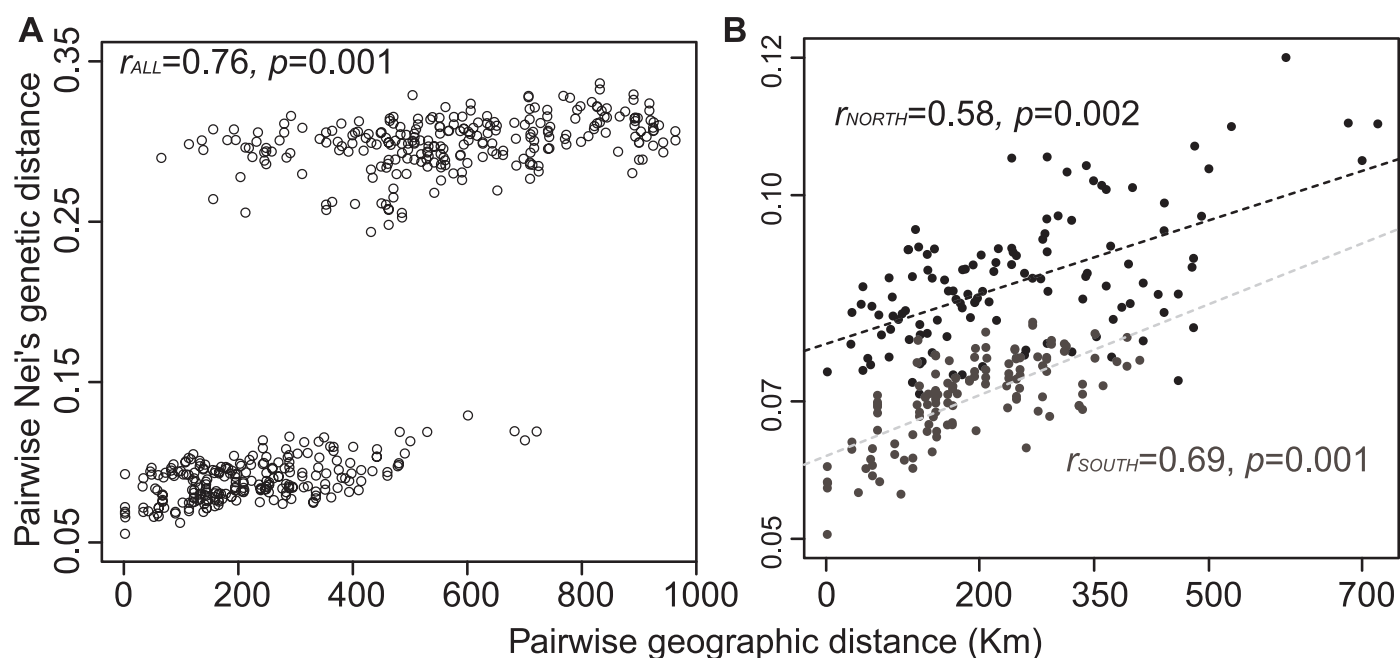 A
B
r_ALL=0.76, p=0.001
r_NORTH=0.58, p=0.002
r_SOUTH=0.69, p=0.001
Pairwise Nei's genetic distance
0.35
0.25
0.15
0.05
0.12
0.10
0.07
0.05
0 200 400 600 800 1000
0 200 350 500 700
Pairwise geographic distance (Km)